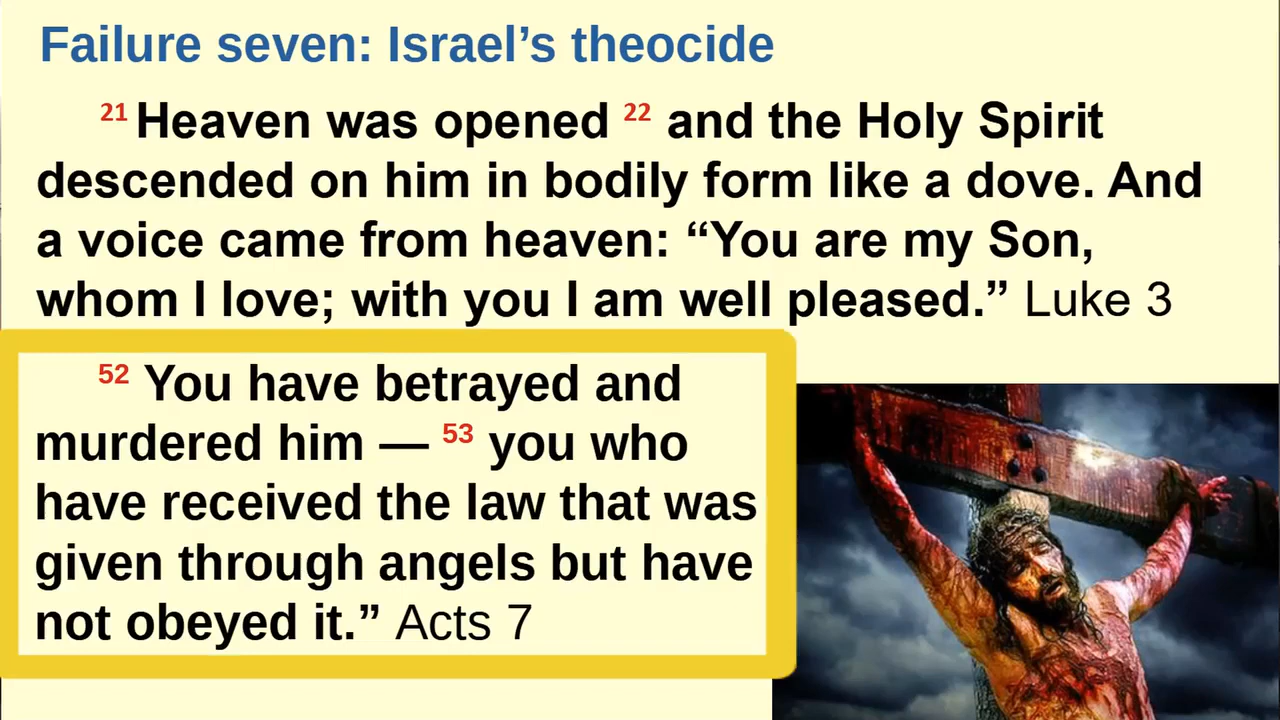 Failure seven: Israel’s theocide
21 Heaven was opened 22 and the Holy Spirit
descended on him in bodily form like a dove. And
a voice came from heaven: “You are my Son,
whom I love; with you I am well pleased.” Luke 3
52 You have betrayed and
murdered him — 53 you who
have received the law that was
given through angels but have
not obeyed it.” Acts 7